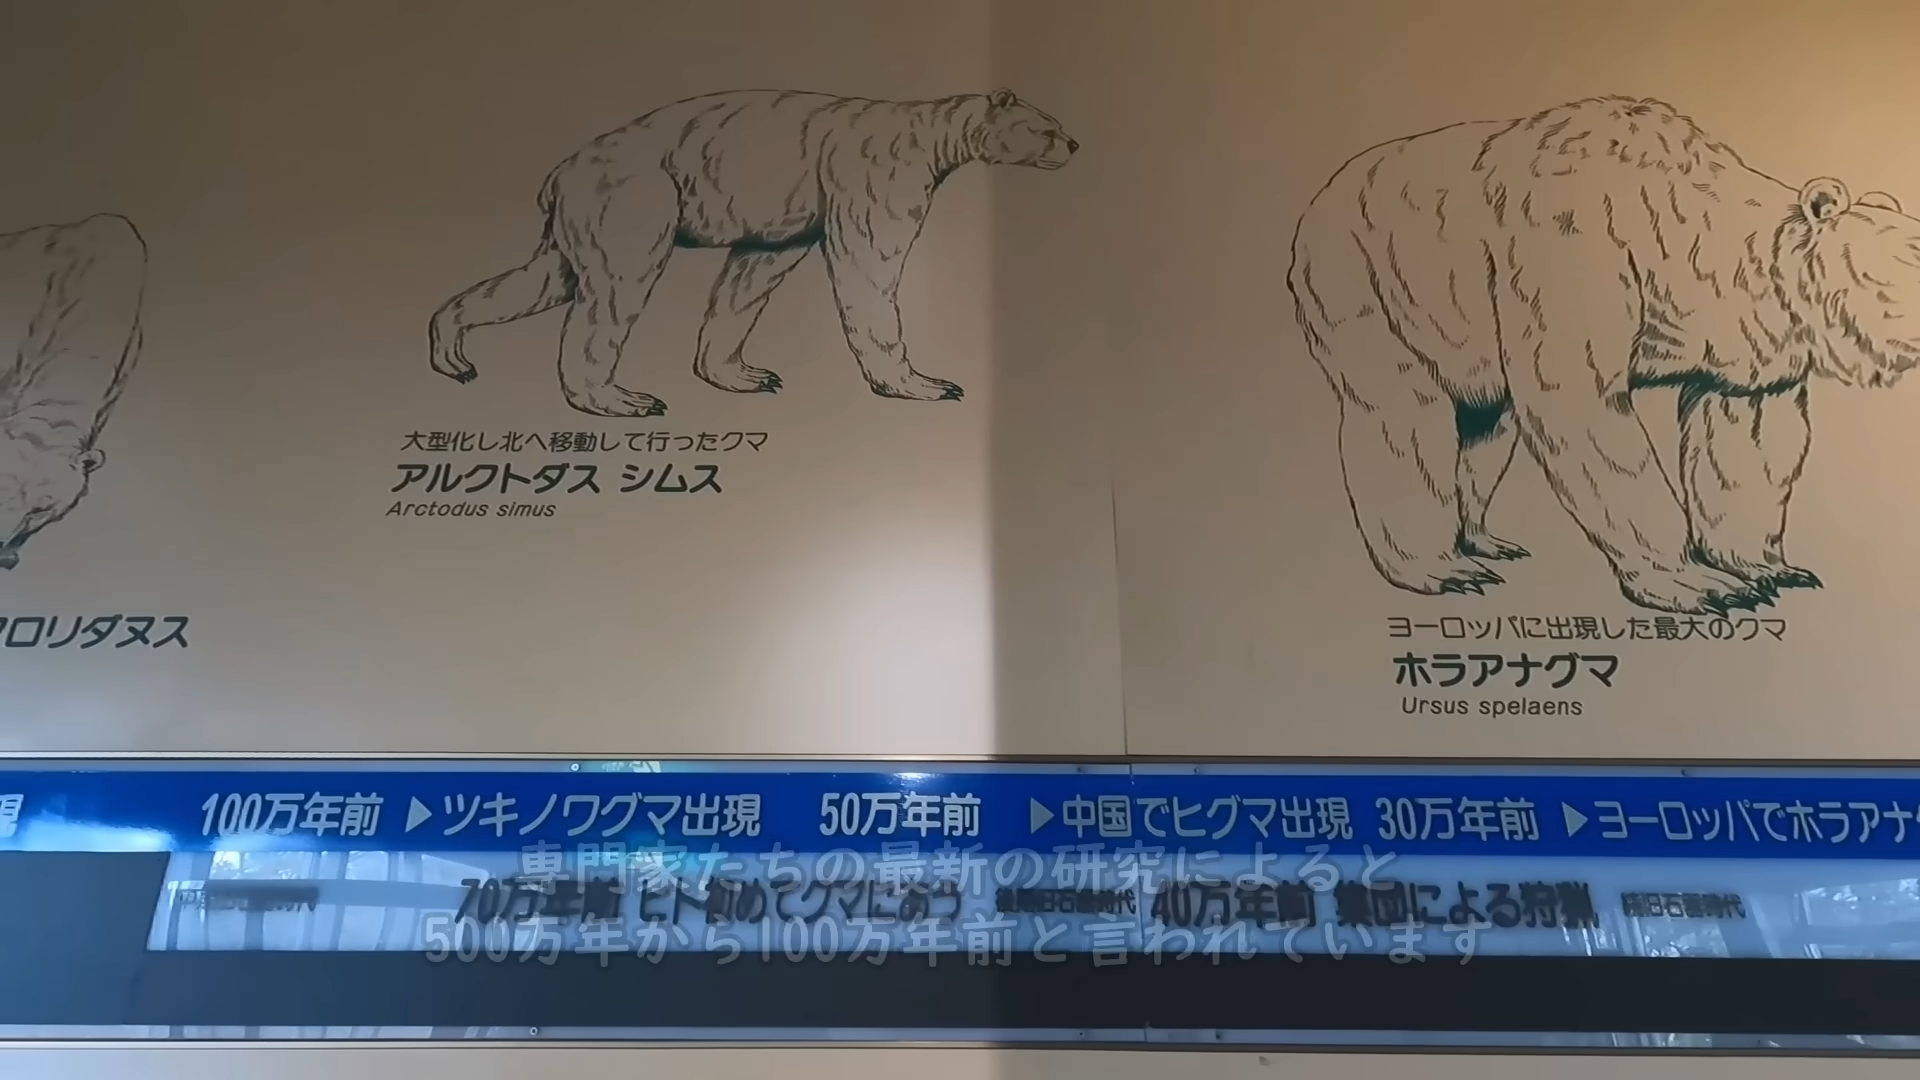 大型化し北へ移動して行ったクマ
アルクトダス シムス
Arctodus simus
ロリダヌス
ヨーロッパに出現した最大のクマ
ホラアナグマ
Ursus spelaens
現 100万年前 ▶ツキノワグマ出現 50万年前 ▶中国でヒグマ出現 30万年前 ▶ヨーロッパでホラアナ
70万年前 ヒト初めてクマにあう 40万年前 集団による狩猟
専門家たちの最新の研究によると
500万年から100万年前と言われています